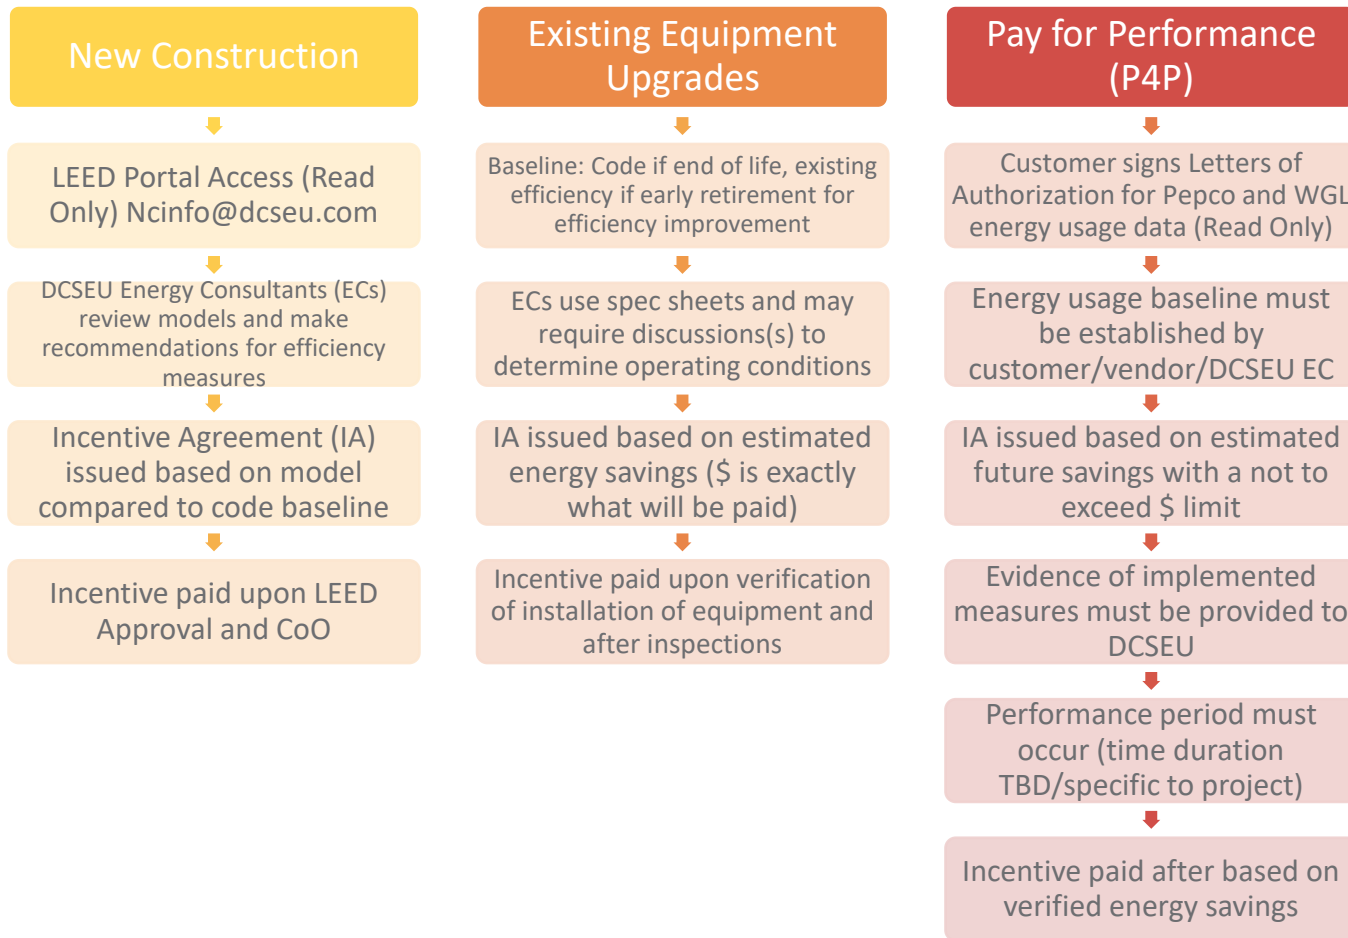 New Construction
LEED Portal Access (Read
Only) Ncinfo@dcseu.com
DCSEU Energy Consultants (ECs)
review models and make
recommendations for efficiency
measures
Incentive Agreement (IA)
issued based on model
compared to code baseline
Incentive paid upon LEED
Approval and CoO
Existing Equipment
Upgrades
Baseline: Code if end of life, existing
efficiency if early retirement for
efficiency improvement
ECs use spec sheets and may
require discussions(s) to
determine operating conditions
IA issued based on estimated
energy savings ($ is exactly
what will be paid)
Incentive paid upon verification
of installation of equipment and
after inspections
Pay for Performance
(P4P)
Customer signs Letters of
Authorization for Pepco and WGL
energy usage data (Read Only)
Energy usage baseline must
be established by
customer/vendor/DCSEU EC
IA issued based on estimated
future savings with a not to
exceed $ limit
Evidence of implemented
measures must be provided to
DCSEU
Performance period must
occur (time duration
TBD/specific to project)
Incentive paid after based on
verified energy savings